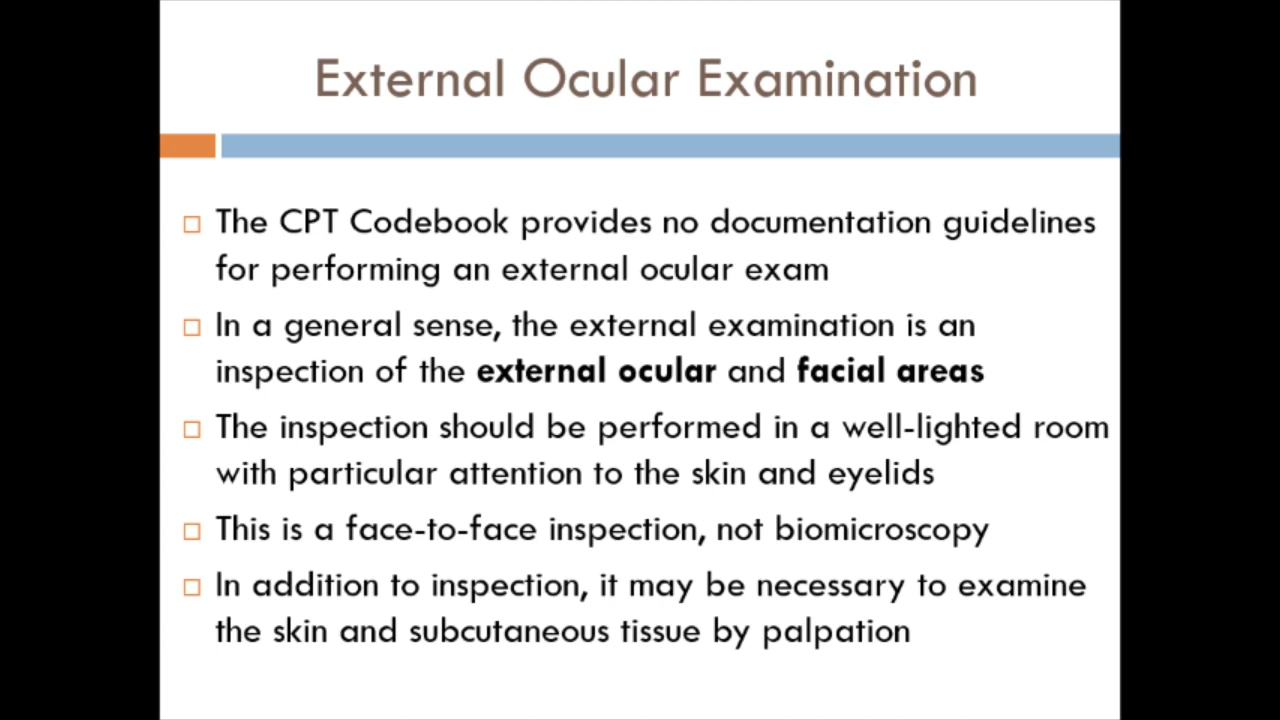 External Ocular Examination
The CPT Codebook provides no documentation guidelines
for performing an external ocular exam
In a general sense, the external examination is an
inspection of the external ocular and facial areas
The inspection should be performed in a well-lighted room
with particular attention to the skin and eyelids
This is a face-to-face inspection, not biomicroscopy
In addition to inspection, it may be necessary to examine
the skin and subcutaneous tissue by palpation